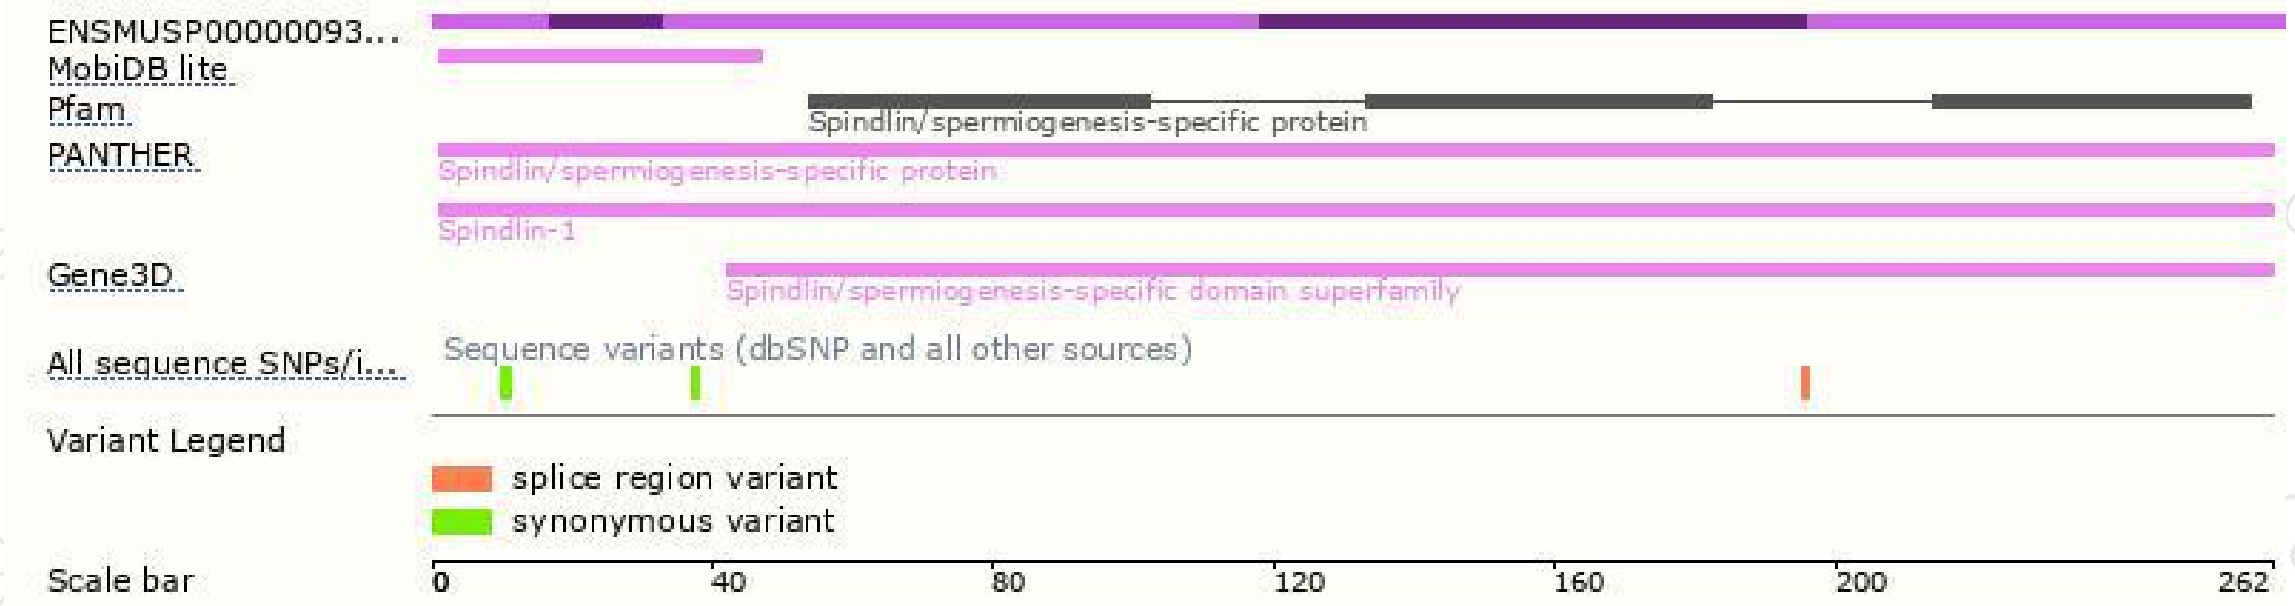 ENSMUSP00000093...
MobiDB lite
Pfam
Spindlin/spermiogenesis-specific protein
PANTHER
Spindlin/spermiogenesis-specific protein
Spindlin-1
Gene3D
Spindlin/spermiogenesis-specific domain superfamily
Sequence variants (dbSNP and all other sources)
All sequence SNPs/i...
Variant Legend
splice region variant
synonymous variant
Scale bar 0 40 80 120 160 200 262